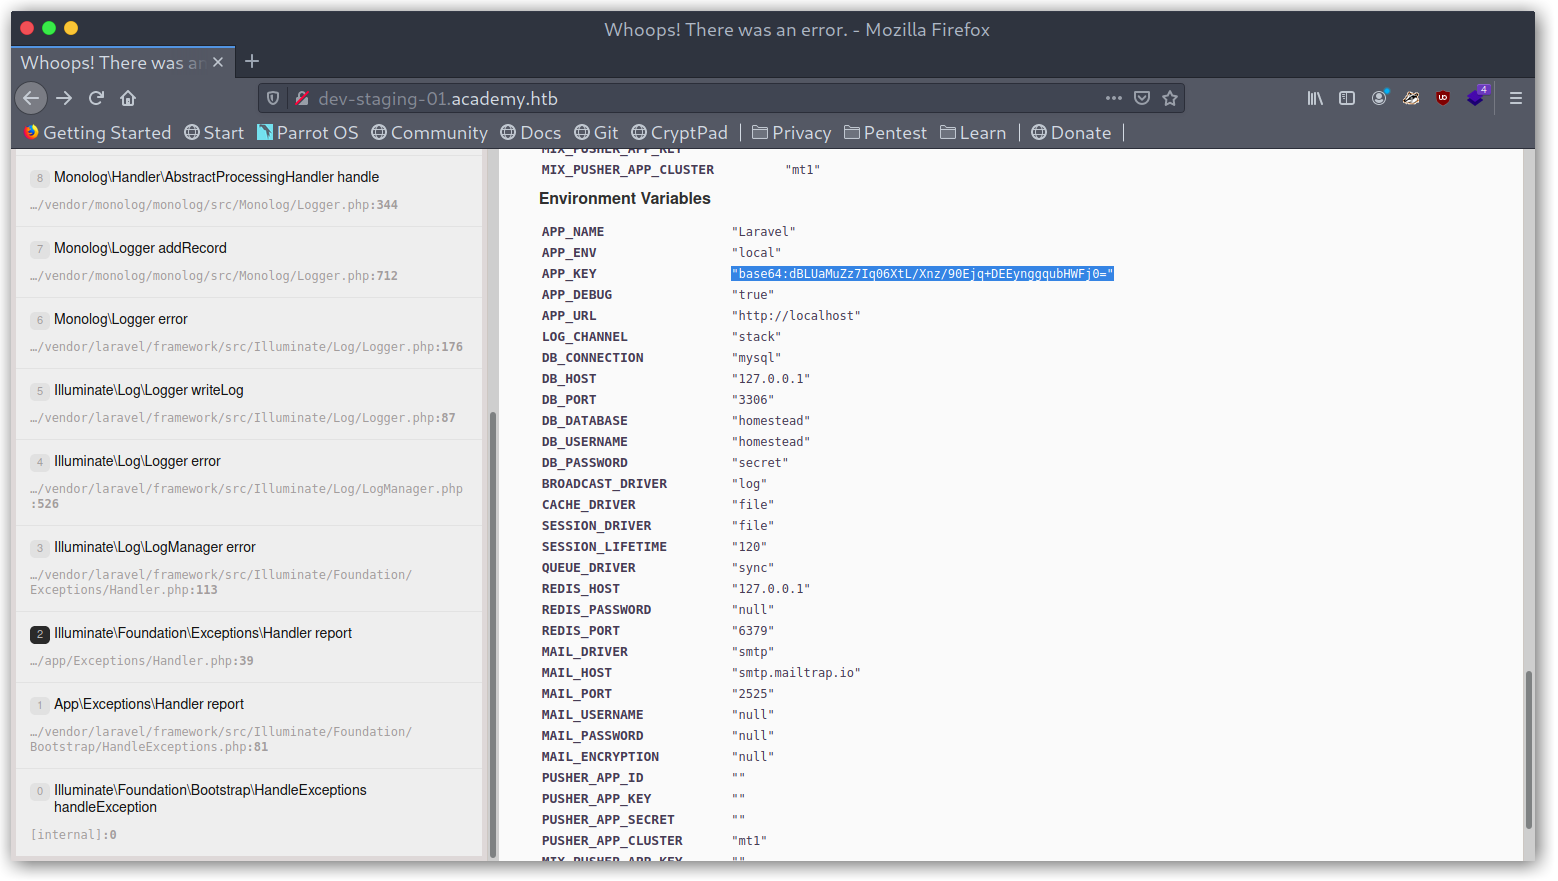 Whoops! There was an error. - Mozilla Firefox
Whoops! There was an
dev-staging-01.academy.htb
4
Getting Started Start Parrot OS Community Docs Git CryptPad Privacy Pentest Learn Donate
8 Monolog\Handler\AbstractProcessingHandler handle
…/vendor/monolog/monolog/src/Monolog/Logger.php:344
7 Monolog\Logger addRecord
…/vendor/monolog/monolog/src/Monolog/Logger.php:712
6 Monolog\Logger error
…/vendor/laravel/framework/src/Illuminate/Log/Logger.php:176
5 Illuminate\Log\Logger writeLog
…/vendor/laravel/framework/src/Illuminate/Log/Logger.php:87
4 Illuminate\Log\Logger error
…/vendor/laravel/framework/src/Illuminate/Log/LogManager.php
:526
3 Illuminate\Log\LogManager error
…/vendor/laravel/framework/src/Illuminate/Foundation/
Exceptions/Handler.php:113
2 Illuminate\Foundation\Exceptions\Handler report
…/app/Exceptions/Handler.php:39
1 App\Exceptions\Handler report
…/vendor/laravel/framework/src/Illuminate/Foundation/
Bootstrap/HandleExceptions.php:81
0 Illuminate\Foundation\Bootstrap\HandleExceptions
handleException
[internal]:0
MIX_PUSHER_APP_KEY
MIX_PUSHER_APP_CLUSTER "mt1"
Environment Variables
APP_NAME "Laravel"
APP_ENV "local"
APP_KEY "base64:dBLUaMuZz7Iq06XtL/Xnz/90Ejq+DEEynggqubHWFj0="
APP_DEBUG "true"
APP_URL "http://localhost"
LOG_CHANNEL "stack"
DB_CONNECTION "mysql"
DB_HOST "127.0.0.1"
DB_PORT "3306"
DB_DATABASE "homestead"
DB_USERNAME "homestead"
DB_PASSWORD "secret"
BROADCAST_DRIVER "log"
CACHE_DRIVER "file"
SESSION_DRIVER "file"
SESSION_LIFETIME "120"
QUEUE_DRIVER "sync"
REDIS_HOST "127.0.0.1"
REDIS_PASSWORD "null"
REDIS_PORT "6379"
MAIL_DRIVER "smtp"
MAIL_HOST "smtp.mailtrap.io"
MAIL_PORT "2525"
MAIL_USERNAME "null"
MAIL_PASSWORD "null"
MAIL_ENCRYPTION "null"
PUSHER_APP_ID ""
PUSHER_APP_KEY ""
PUSHER_APP_SECRET ""
PUSHER_APP_CLUSTER "mt1"
MIX_PUSHER_APP_KEY ""